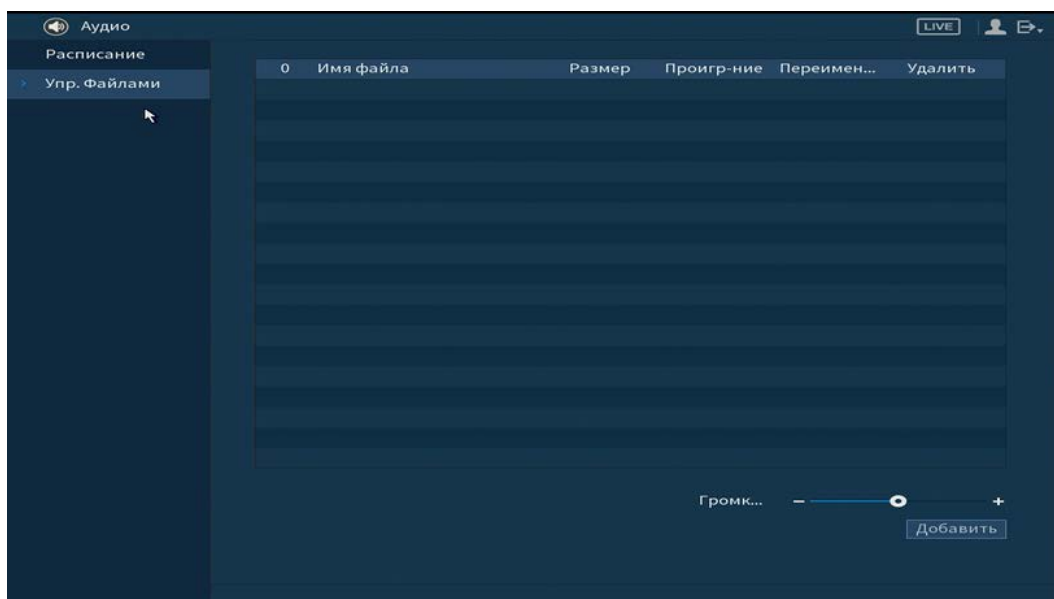 Аудио LIVE
Расписание
Упр. Файлами
0 Имя файла Размер Проигр-ние Переимен... Удалить
Громк... − +
Добавить